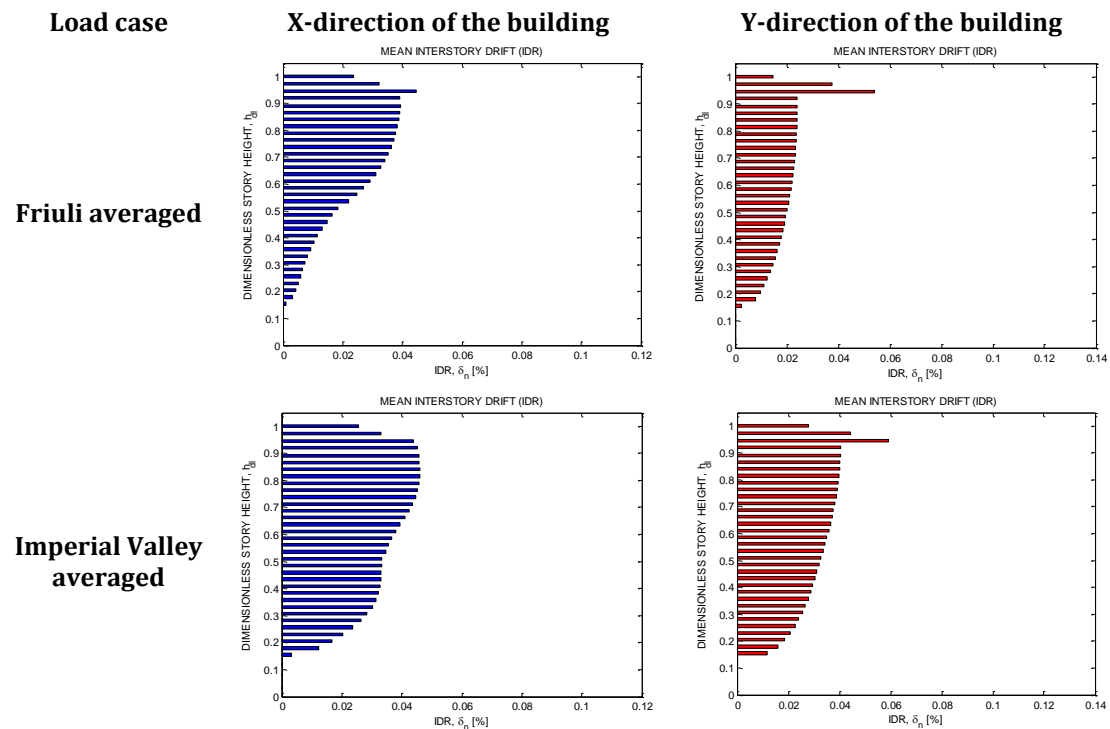 Load case
X-direction of the building
Y-direction of the building
Friuli averaged
MEAN INTERSTORY DRIFT (IDR)
DIMENSIONLESS STORY HEIGHT, h_di
1
0.9
0.8
0.7
0.6
0.5
0.4
0.3
0.2
0.1
0
0 0.02 0.04 0.06 0.08 0.1 0.12
IDR, δ_n [%]
MEAN INTERSTORY DRIFT (IDR)
DIMENSIONLESS STORY HEIGHT, h_di
1
0.9
0.8
0.7
0.6
0.5
0.4
0.3
0.2
0.1
0
0 0.02 0.04 0.06 0.08 0.1 0.12 0.14
IDR, δ_n [%]
Imperial Valley
averaged
MEAN INTERSTORY DRIFT (IDR)
DIMENSIONLESS STORY HEIGHT, h_di
1
0.9
0.8
0.7
0.6
0.5
0.4
0.3
0.2
0.1
0
0 0.02 0.04 0.06 0.08 0.1 0.12
IDR, δ_n [%]
MEAN INTERSTORY DRIFT (IDR)
DIMENSIONLESS STORY HEIGHT, h_di
1
0.9
0.8
0.7
0.6
0.5
0.4
0.3
0.2
0.1
0
0 0.02 0.04 0.06 0.08 0.1 0.12 0.14
IDR, δ_n [%]